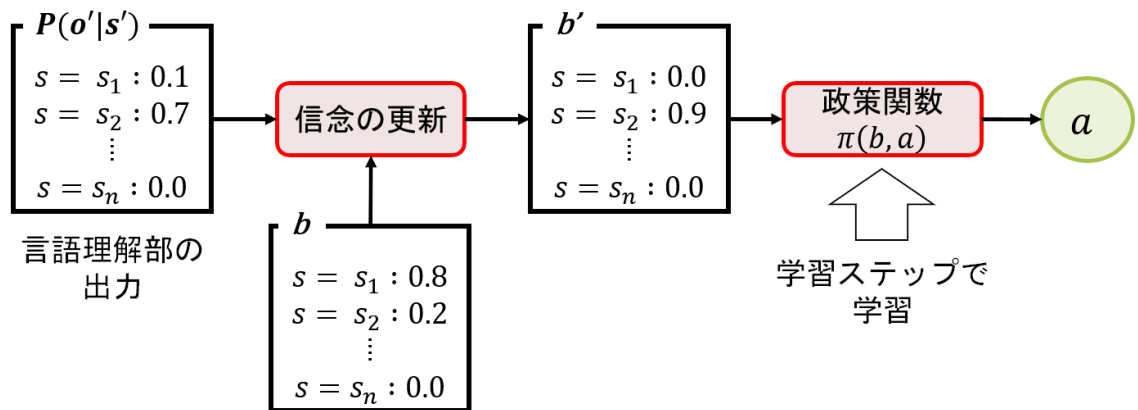 P(o'|s')
s = s₁ : 0.1
s = s₂ : 0.7
⋮
s = sₙ : 0.0
言語理解部の
出力
信念の更新
b
s = s₁ : 0.8
s = s₂ : 0.2
⋮
s = sₙ : 0.0
b'
s = s₁ : 0.0
s = s₂ : 0.9
⋮
s = sₙ : 0.0
政策関数
π(b, a)
学習ステップで
学習
a